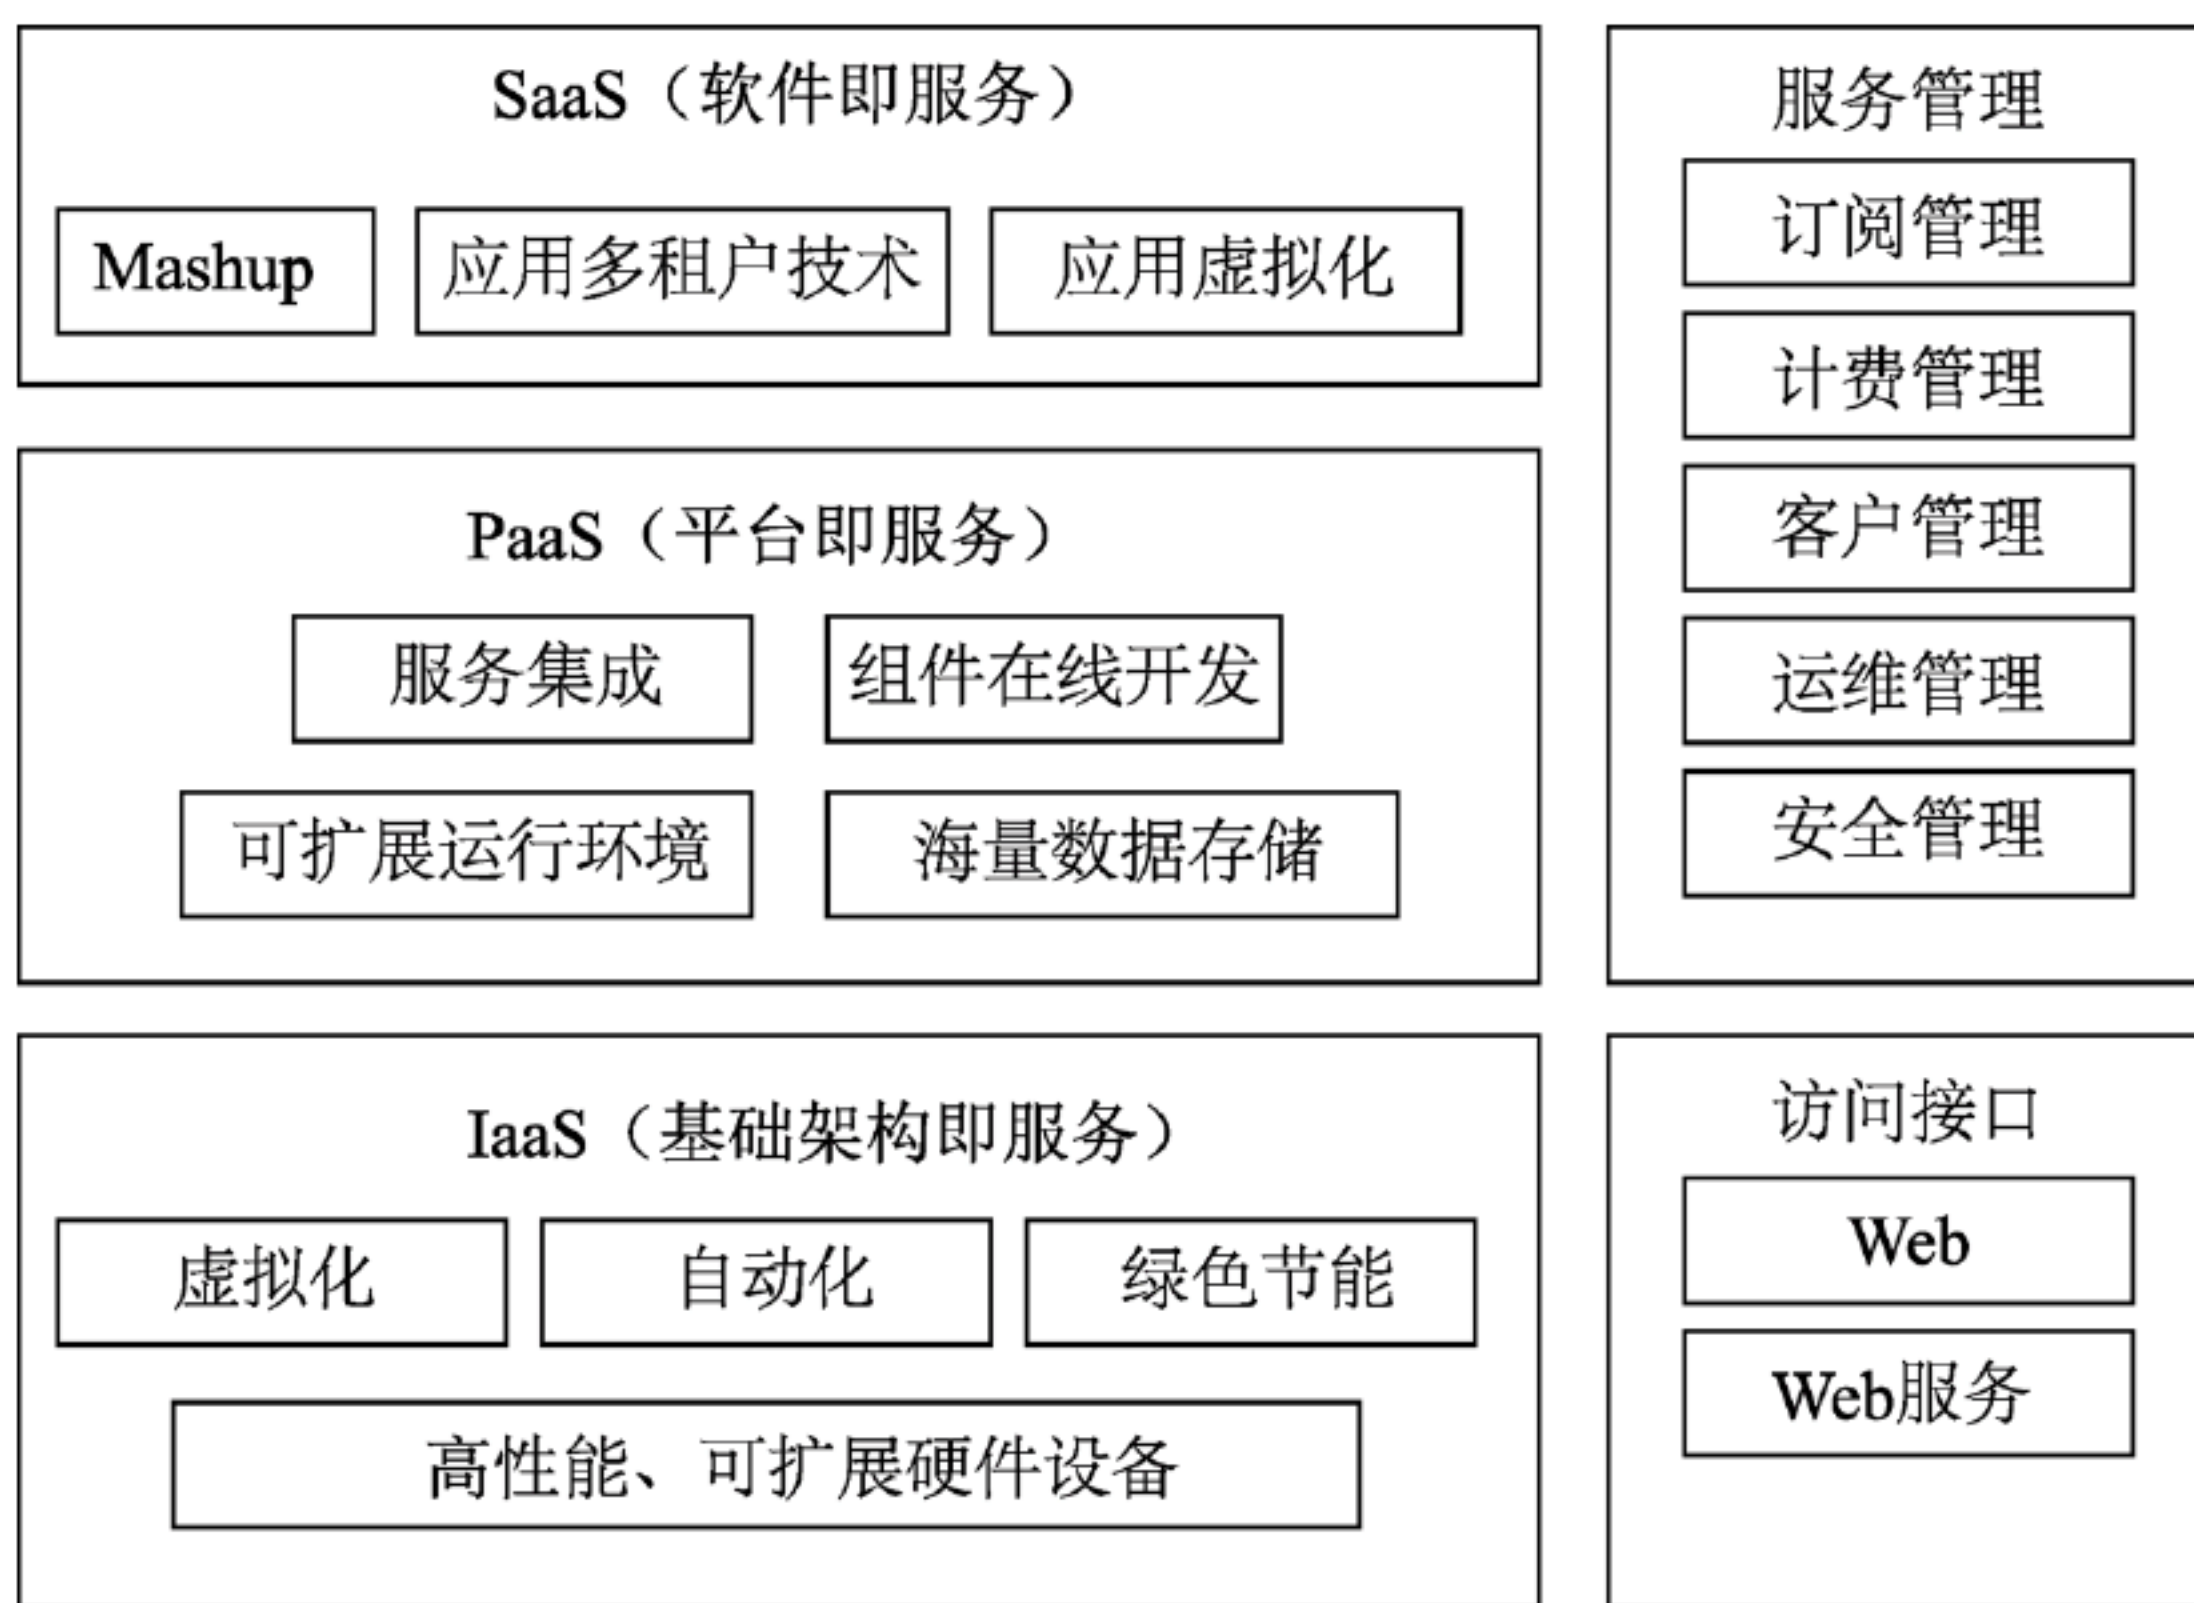 SaaS（软件即服务）
Mashup
应用多租户技术
应用虚拟化
PaaS（平台即服务）
服务集成
组件在线开发
可扩展运行环境
海量数据存储
IaaS（基础架构即服务）
虚拟化
自动化
绿色节能
高性能、可扩展硬件设备
服务管理
订阅管理
计费管理
客户管理
运维管理
安全管理
访问接口
Web
Web服务